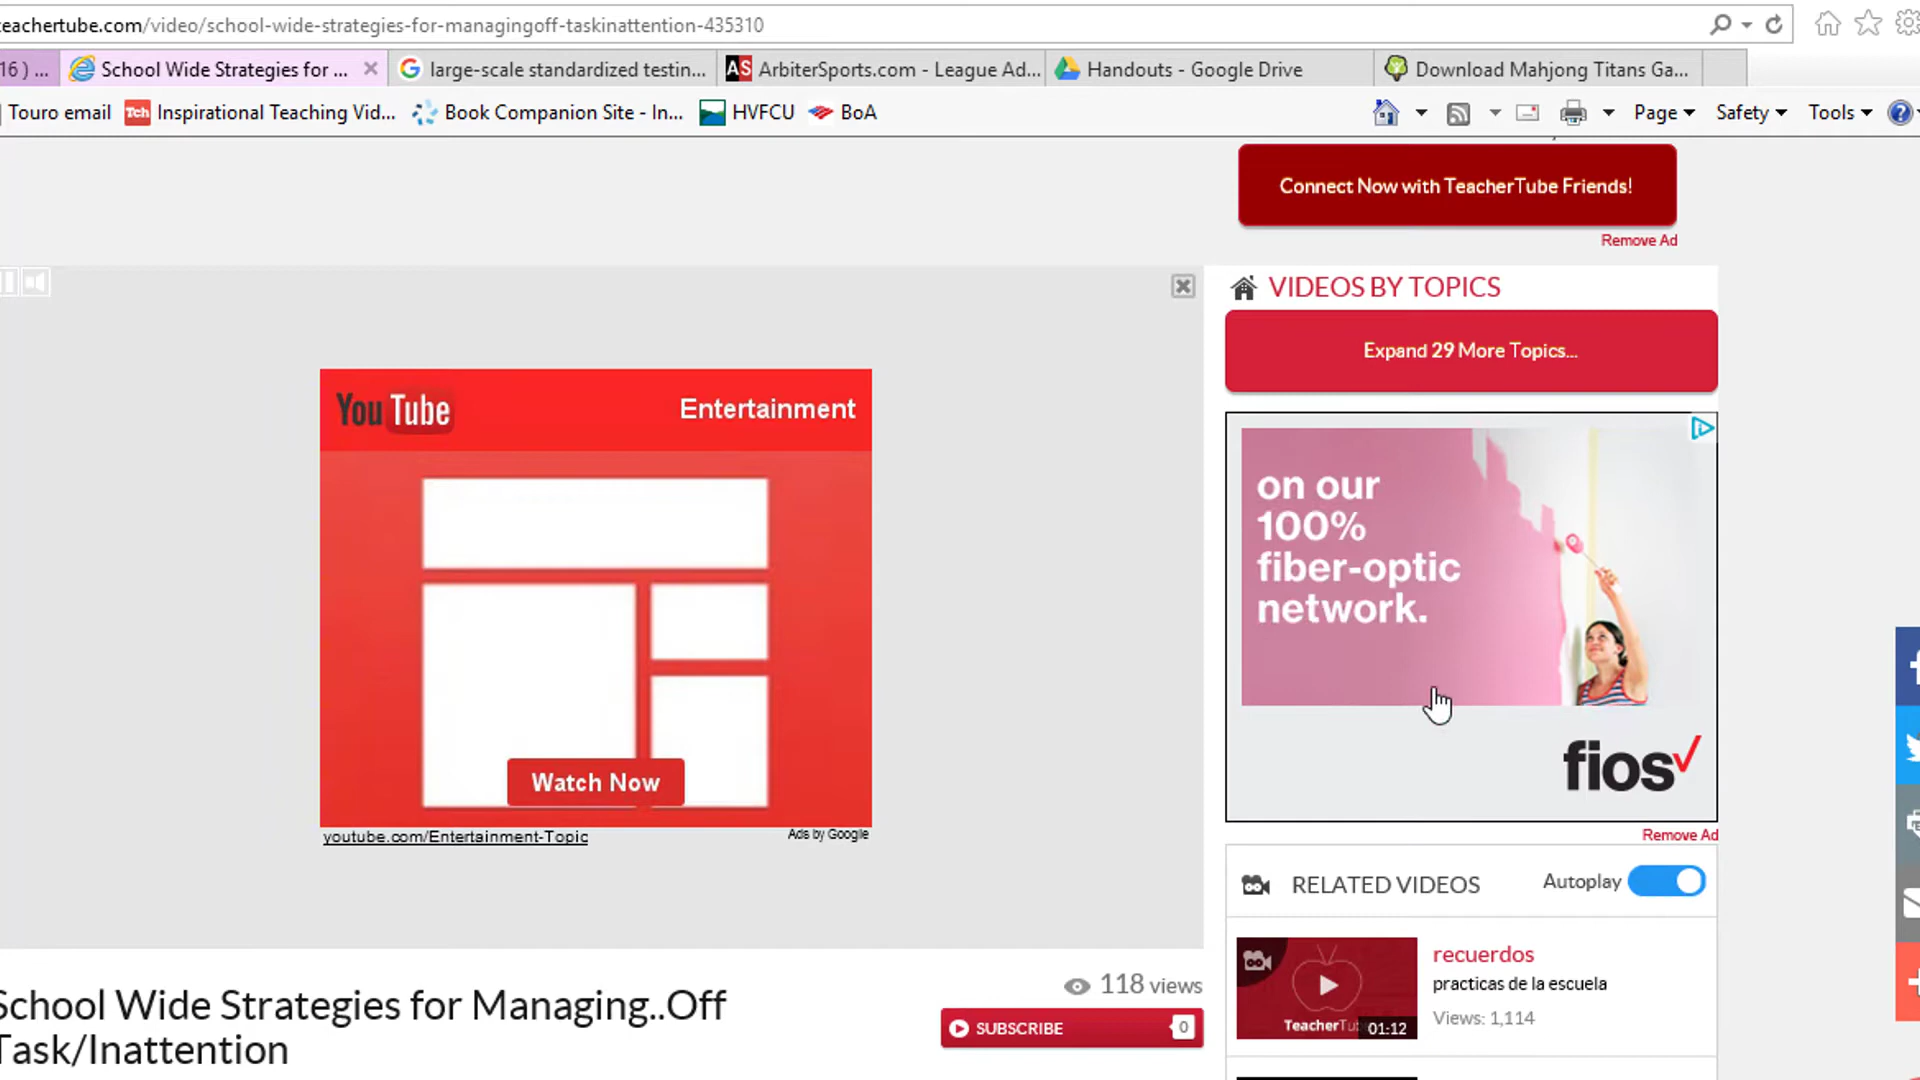 eachertube.com/video/school-wide-strategies-for-managingoff-taskinattention-435310
16 ) ...
School Wide Strategies for ...
large-scale standardized testin...
AS ArbiterSports.com - League Ad...
Handouts - Google Drive
Download Mahjong Titans Ga...
Touro email
Tch Inspirational Teaching Vid...
Book Companion Site - In...
HVFCU
BoA
Page
Safety
Tools
Connect Now with TeacherTube Friends!
Remove Ad
VIDEOS BY TOPICS
Expand 29 More Topics...
YouTube
Entertainment
Watch Now
youtube.com/Entertainment-Topic
Ads by Google
on our
100%
fiber-optic
network.
fios
Remove Ad
RELATED VIDEOS
Autoplay
TeacherTu
01:12
recuerdos
practicas de la escuela
Views: 1,114
118 views
SUBSCRIBE
0
School Wide Strategies for Managing..Off
Task/Inattention